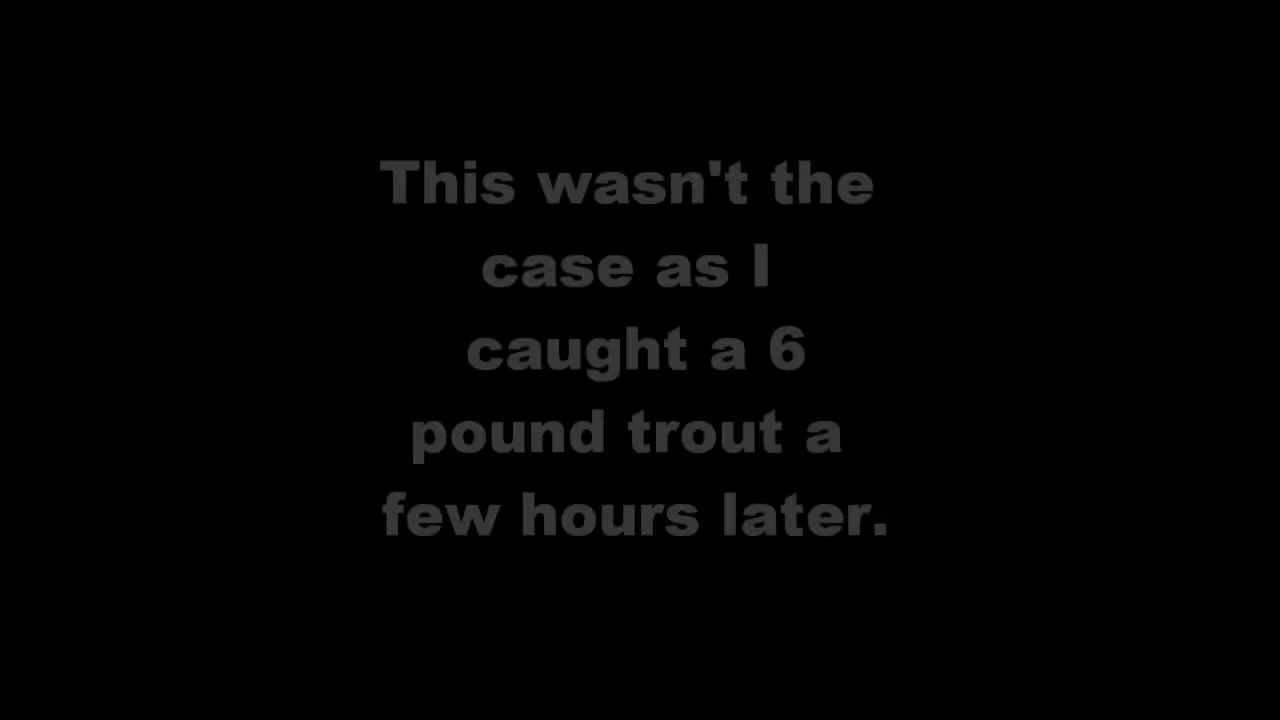 This wasn't the
case as I
caught a 6
pound trout a
few hours later.